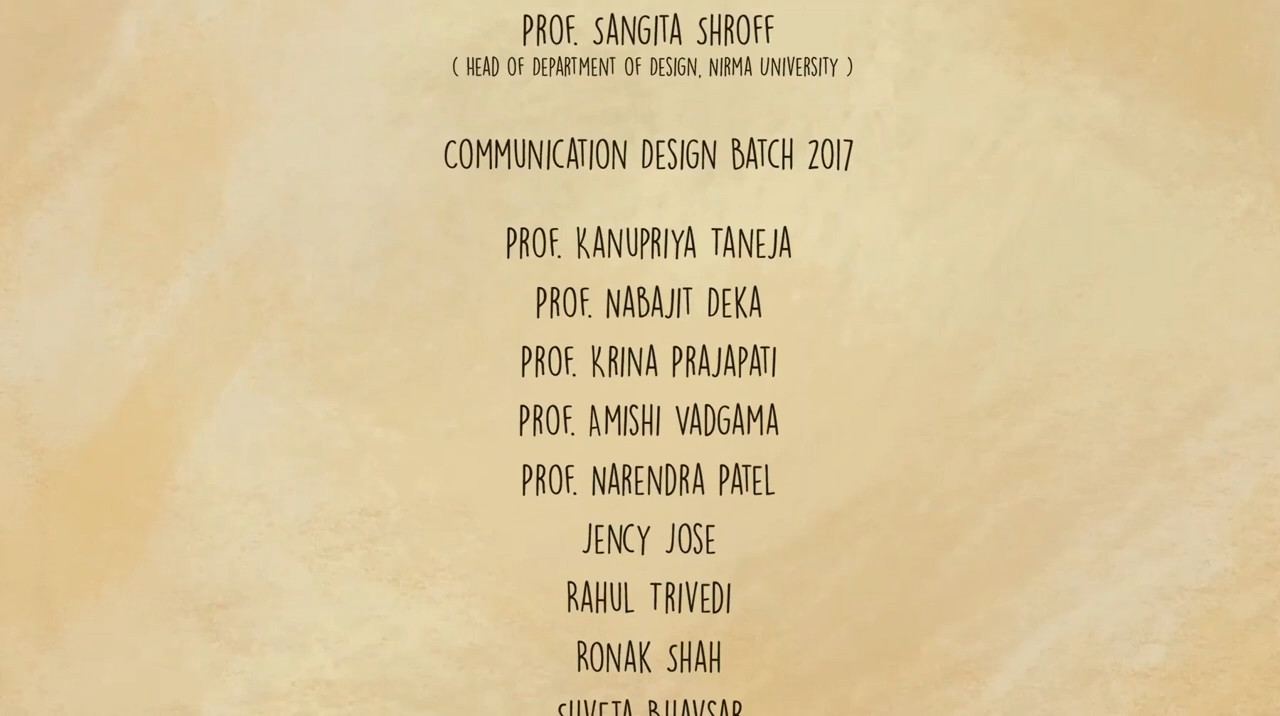 PROF. SANGITA SHROFF
( HEAD OF DEPARTMENT OF DESIGN, NIRMA UNIVERSITY )
COMMUNICATION DESIGN BATCH 2017
PROF. KANUPRIYA TANEJA
PROF. NABAJIT DEKA
PROF. KRINA PRAJAPATI
PROF. AMISHI VADGAMA
PROF. NARENDRA PATEL
JENCY JOSE
RAHUL TRIVEDI
RONAK SHAH